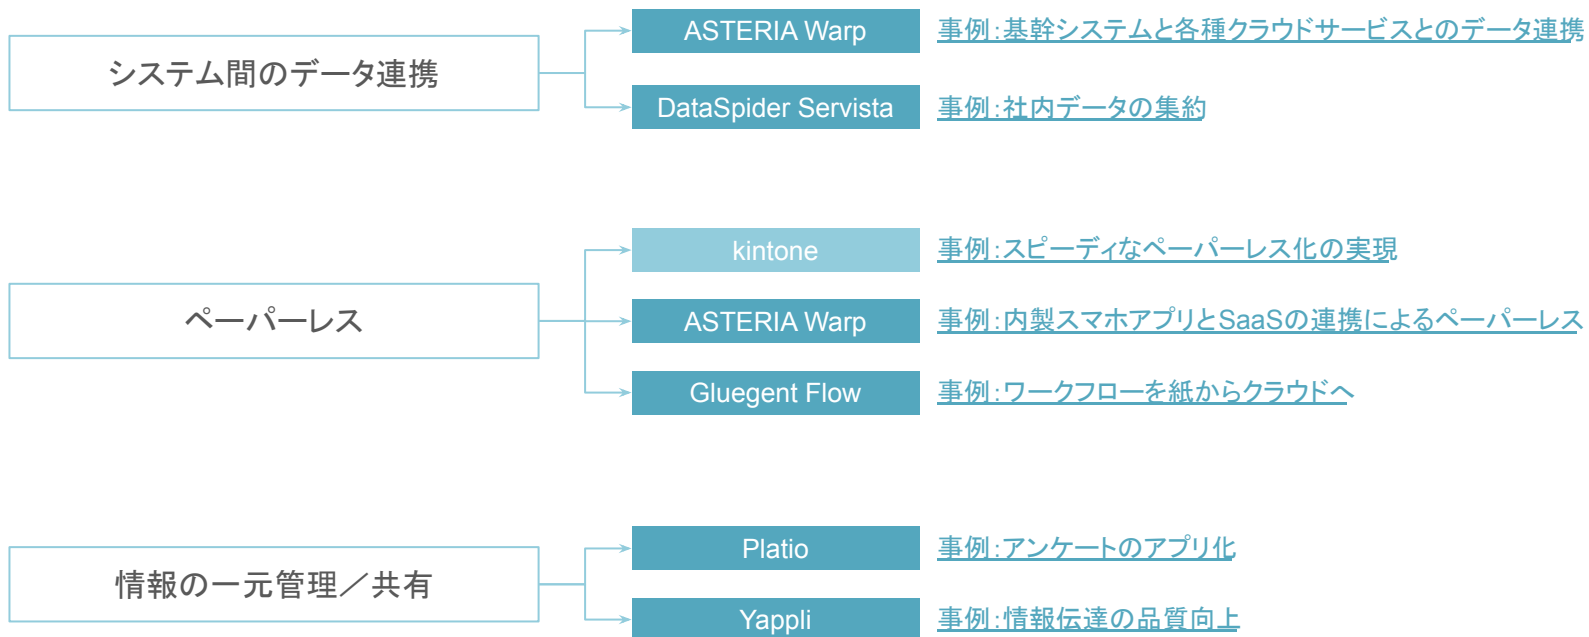 システム間のデータ連携
ASTERIA Warp
事例：基幹システムと各種クラウドサービスとのデータ連携
DataSpider Servista
事例：社内データの集約
ペーパーレス
kintone
事例：スピーディなペーパーレス化の実現
ASTERIA Warp
事例：内製スマホアプリとSaaSの連携によるペーパーレス
Gluegent Flow
事例：ワークフローを紙からクラウドへ
情報の一元管理／共有
Platio
事例：アンケートのアプリ化
Yappli
事例：情報伝達の品質向上